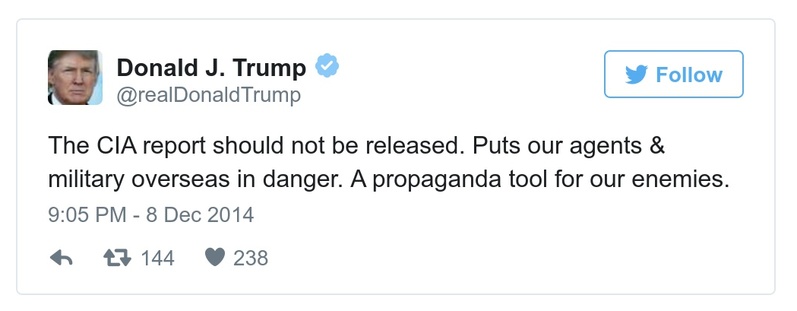 Donald J. Trump
@realDonaldTrump
Follow
The CIA report should not be released. Puts our agents &
military overseas in danger. A propaganda tool for our enemies.
9:05 PM - 8 Dec 2014
144 238